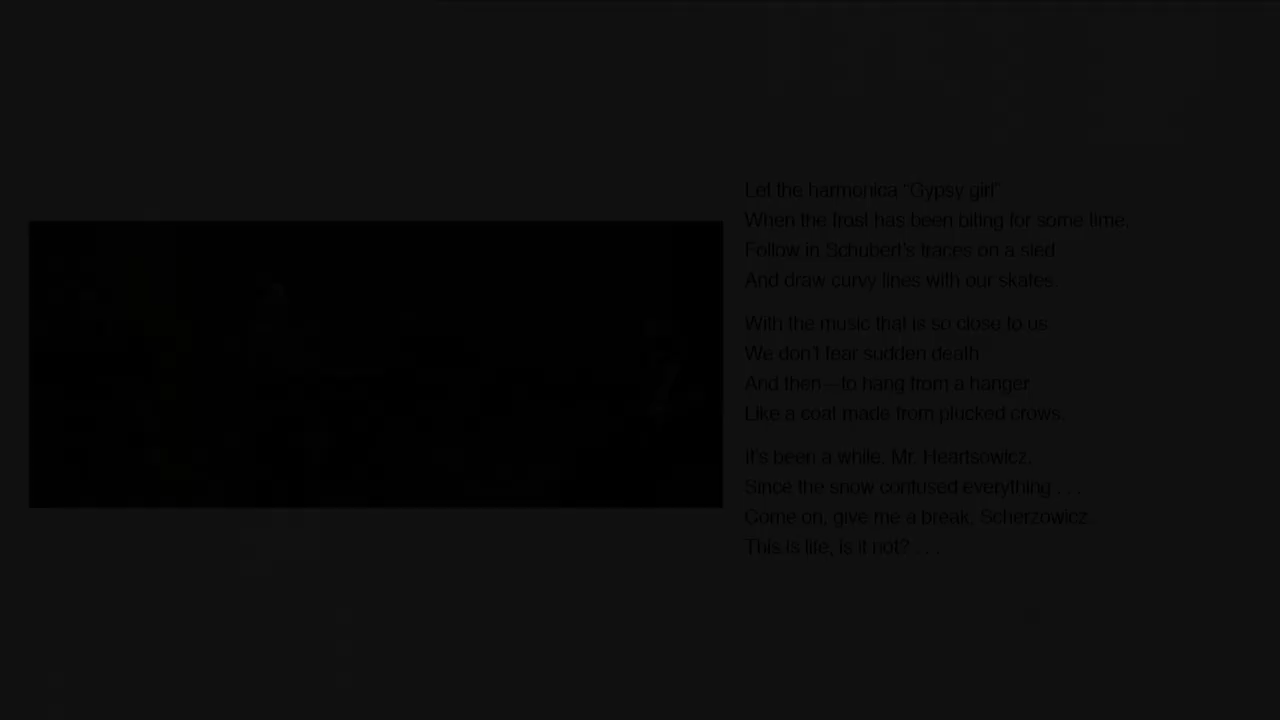 Let the harmonica “Gypsy girl”
When the frost has been biting for some time,
Follow in Schubert's traces on a sled
And draw curvy lines with our skates.
With the music that is so close to us
We don't fear sudden death
And then—to hang from a hanger
Like a coat made from plucked crows.
It's been a while, Mr. Heartsowicz,
Since the snow confused everything . . .
Come on, give me a break, Scherzowicz.
This is life, is it not? . . .